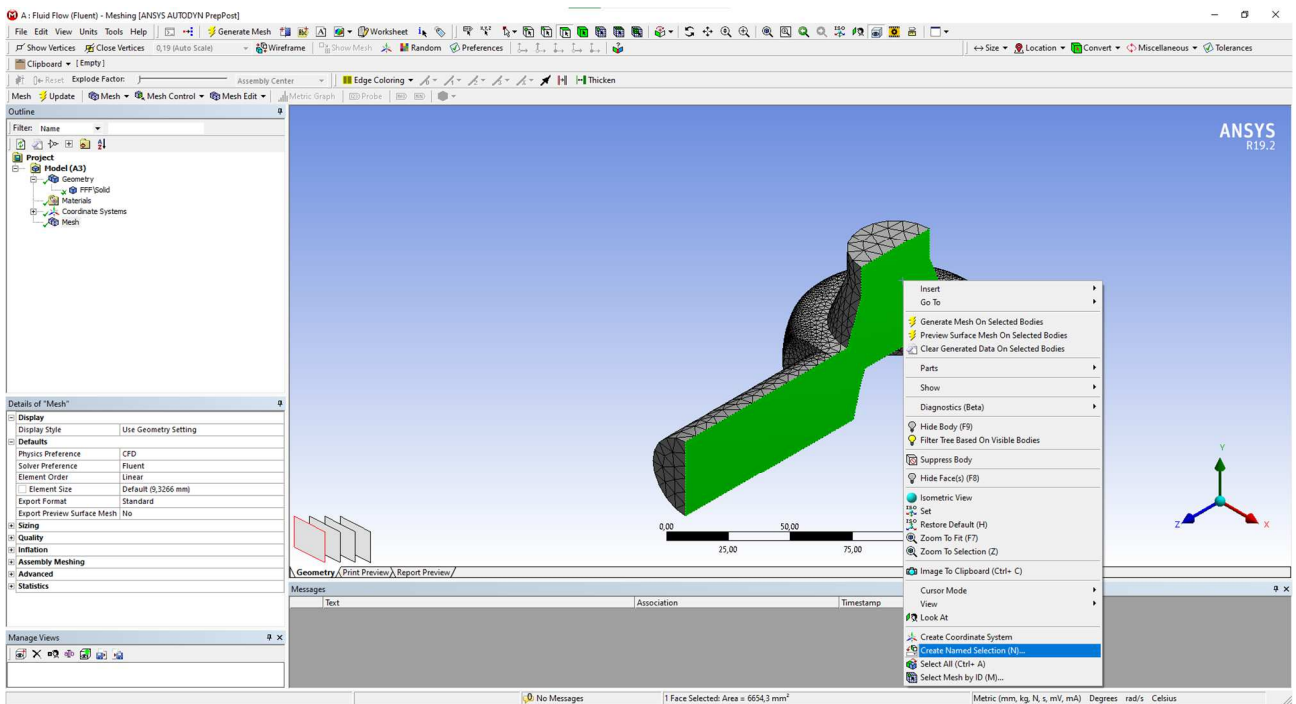 A : Fluid Flow (Fluent) - Meshing [ANSYS AUTODYN PrepPost]
File Edit View Units Tools Help Generate Mesh Worksheet
Show Vertices Close Vertices 0,19 (Auto Scale) Wireframe Show Mesh Random Preferences Size Location Convert Miscellaneous Tolerances
Clipboard [Empty]
Reset Explode Factor: Assembly Center Edge Coloring Thicken
Mesh Update Mesh Mesh Control Mesh Edit Metric Graph Probe
Outline
Filter: Name
Project
Model (A3)
Geometry
FFF\Solid
Materials
Coordinate Systems
Mesh
Details of "Mesh"
Display
Display Style Use Geometry Setting
Defaults
Physics Preference CFD
Solver Preference Fluent
Element Order Linear
Element Size Default (9,3266 mm)
Export Format Standard
Export Preview Surface Mesh No
Sizing
Quality
Inflation
Assembly Meshing
Advanced
Statistics
Manage Views
ANSYS
R19.2
Insert
Go To
Generate Mesh On Selected Bodies
Preview Surface Mesh On Selected Bodies
Clear Generated Data On Selected Bodies
Parts
Show
Diagnostics (Beta)
Hide Body (F9)
Filter Tree Based On Visible Bodies
Suppress Body
Hide Face(s) (F8)
Isometric View
Set
Restore Default (H)
Zoom To Fit (F7)
Zoom To Selection (Z)
Image To Clipboard (Ctrl+ C)
Cursor Mode
View
Look At
Create Coordinate System
Create Named Selection (N)...
Select All (Ctrl+ A)
Select Mesh by ID (M)...
Y
Z X
0,00 50,00
25,00 75,00
Geometry Print Preview Report Preview
Messages
Text Association Timestamp
No Messages 1 Face Selected: Area = 6654,3 mm² Metric (mm, kg, N, s, mV, mA) Degrees rad/s Celsius